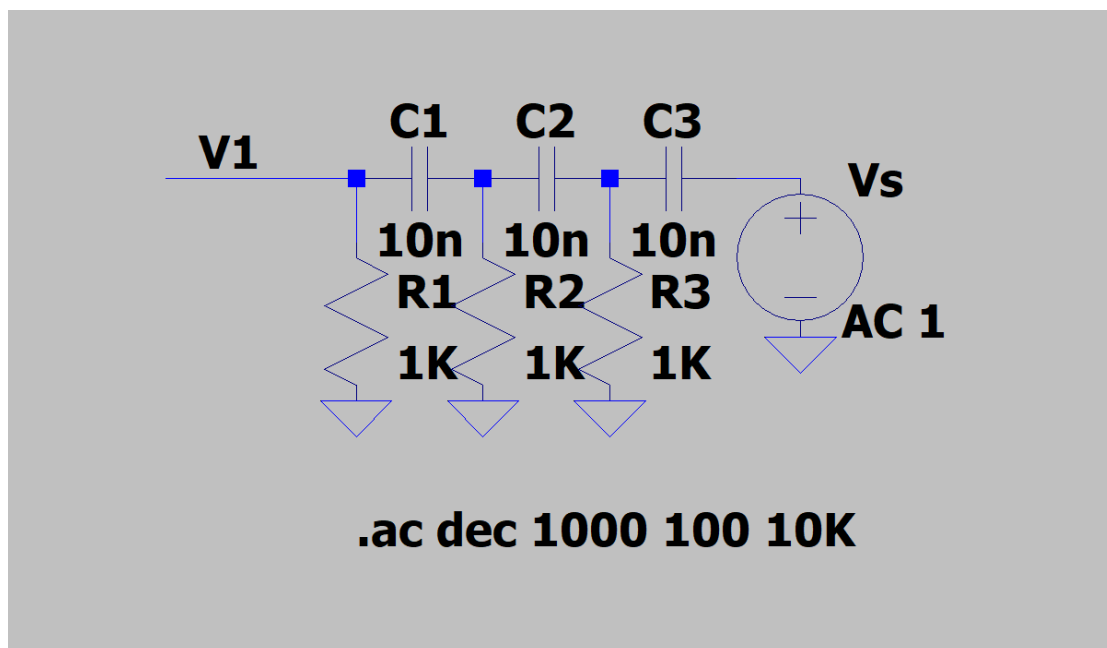 C1 C2 C3
V1 Vs
10n 10n 10n
R1 R2 R3
AC 1
1K 1K 1K
.ac dec 1000 100 10K